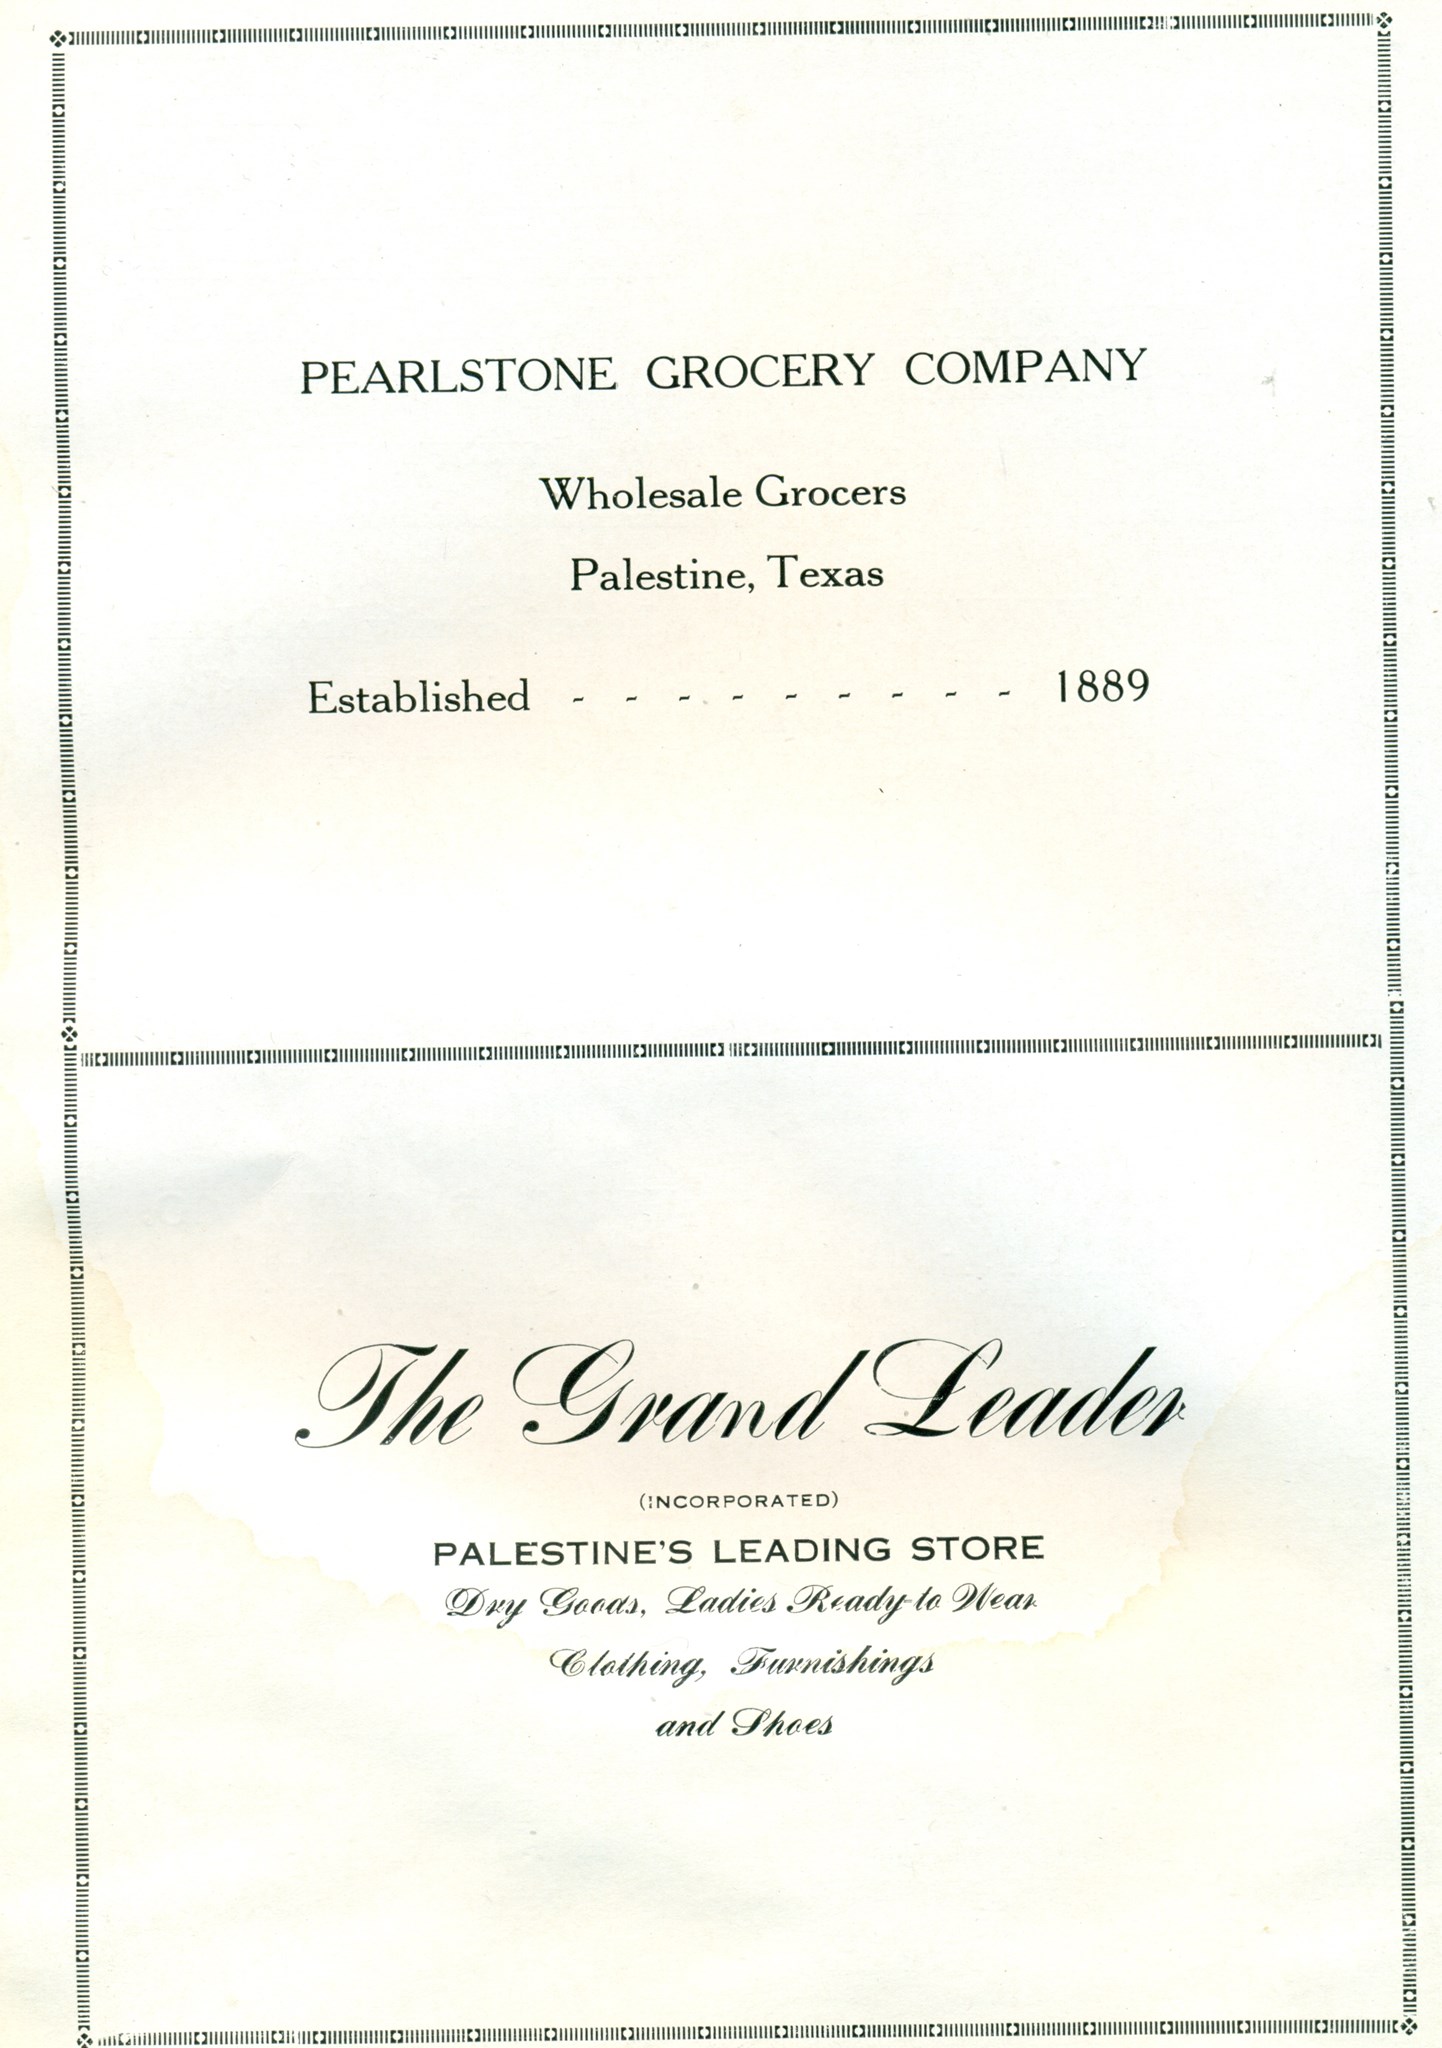 PEARLSTONE GROCERY COMPANY
Wholesale Grocers
Palestine, Texas
Established - - - - - - - - - 1889
The Grand Leader
(INCORPORATED)
PALESTINE'S LEADING STORE
Dry Goods, Ladies Ready-to Wear
Clothing, Furnishings
and Shoes